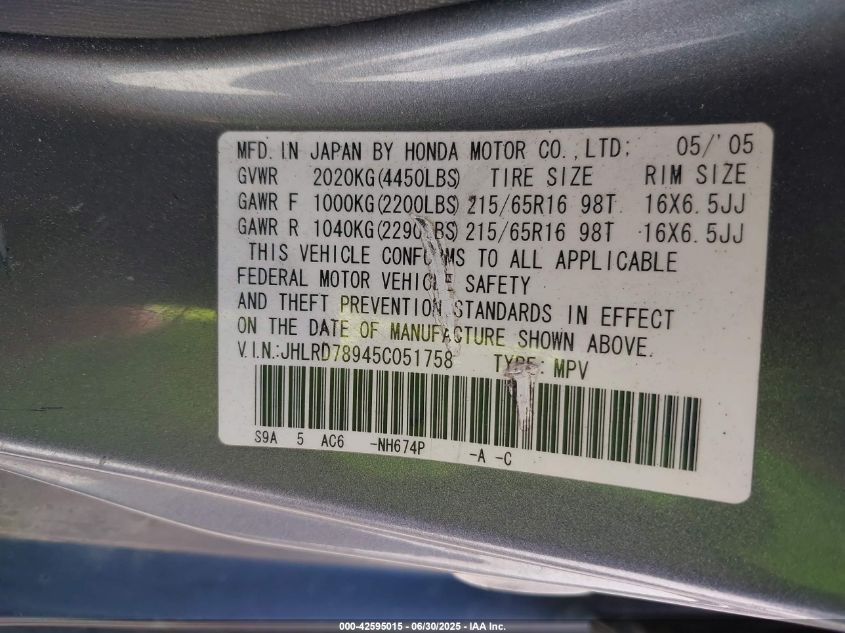 MFD. IN JAPAN BY HONDA MOTOR CO.,LTD: 05/'05
GVWR 2020KG(4450LBS) TIRE SIZE RIM SIZE
GAWR F 1000KG(2200LBS) 215/65R16 98T 16X6.5JJ
GAWR R 1040KG(2290LBS) 215/65R16 98T 16X6.5JJ
THIS VEHICLE CONFORMS TO ALL APPLICABLE
FEDERAL MOTOR VEHICLE SAFETY
AND THEFT PREVENTION STANDARDS IN EFFECT
ON THE DATE OF MANUFACTURE SHOWN ABOVE.
V.I.N.:JHLRD78945C051758 TYPE: MPV
S9A 5 AC6 -NH674P -A -C
000-42595015 - 06/30/2025 - IAA Inc.